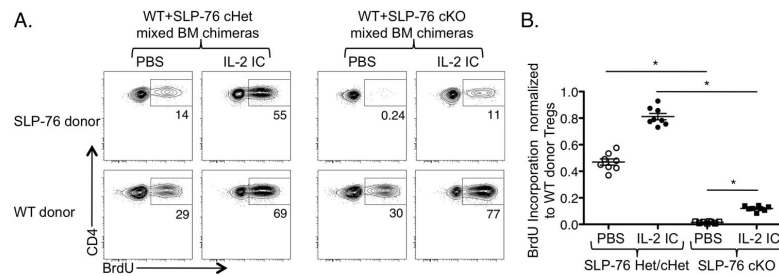 A.
WT+SLP-76 cHet
mixed BM chimeras
WT+SLP-76 cKO
mixed BM chimeras
PBS
IL-2 IC
PBS
IL-2 IC
SLP-76 donor
14
55
0.24
11
WT donor
29
69
30
77
CD4
BrdU
B.
BrdU Incorporation normalized
to WT donor Tregs
*
*
*
1.0
0.8
0.6
0.4
0.2
0.0
PBS
IL-2 IC
PBS
IL-2 IC
SLP-76 Het/cHet
SLP-76 cKO